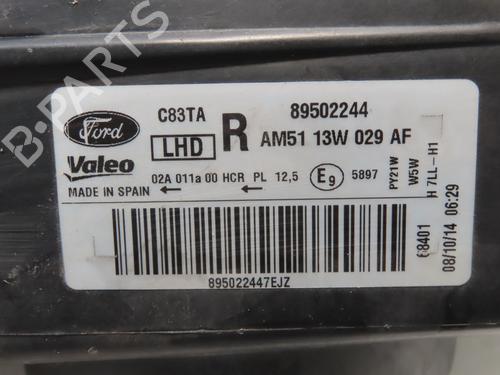 C83TA
89502244
Ford
LHD R AM51 13W 029 AF
Valeo
02A 011a 00 HCR PL 12,5 E9 5897
MADE IN SPAIN
PY21W
W5W
H 7LL-H1
68401
08/10/14 06:29
895022447EJZ
B-PARTS